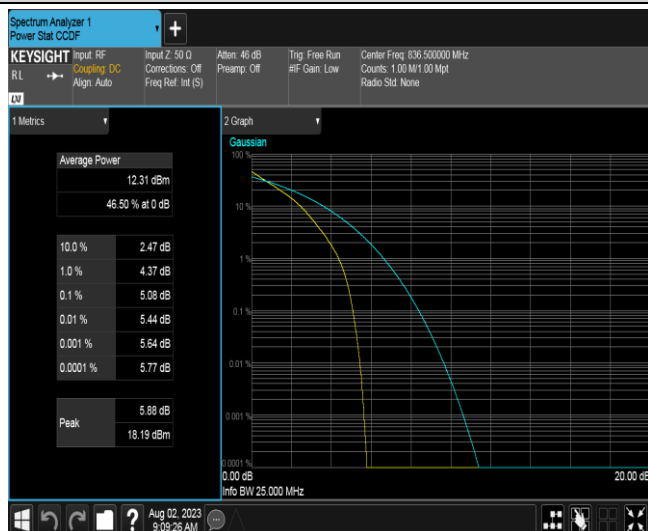 Spectrum Analyzer 1
Power Stat CCDF
+
KEYSIGHT
RL
LXI
Input: RF
Coupling: DC
Align: Auto
Input Z: 50 Ω
Corrections: Off
Freq Ref: Int (S)
Atten: 46 dB
Preamp: Off
Trig: Free Run
#IF Gain: Low
Center Freq: 836.500000 MHz
Counts: 1.00 M/1.00 Mpt
Radio Std: None
1 Metrics
Average Power
12.31 dBm
46.50 % at 0 dB
10.0 % 2.47 dB
1.0 % 4.37 dB
0.1 % 5.08 dB
0.01 % 5.44 dB
0.001 % 5.64 dB
0.0001 % 5.77 dB
Peak
5.88 dB
18.19 dBm
2 Graph
Gaussian
100 %
10 %
1 %
0.1 %
0.01 %
0.001 %
0.0001 %
0.00 dB 20.00 dB
Info BW 25.000 MHz
?
Aug 02, 2023
9:09:26 AM